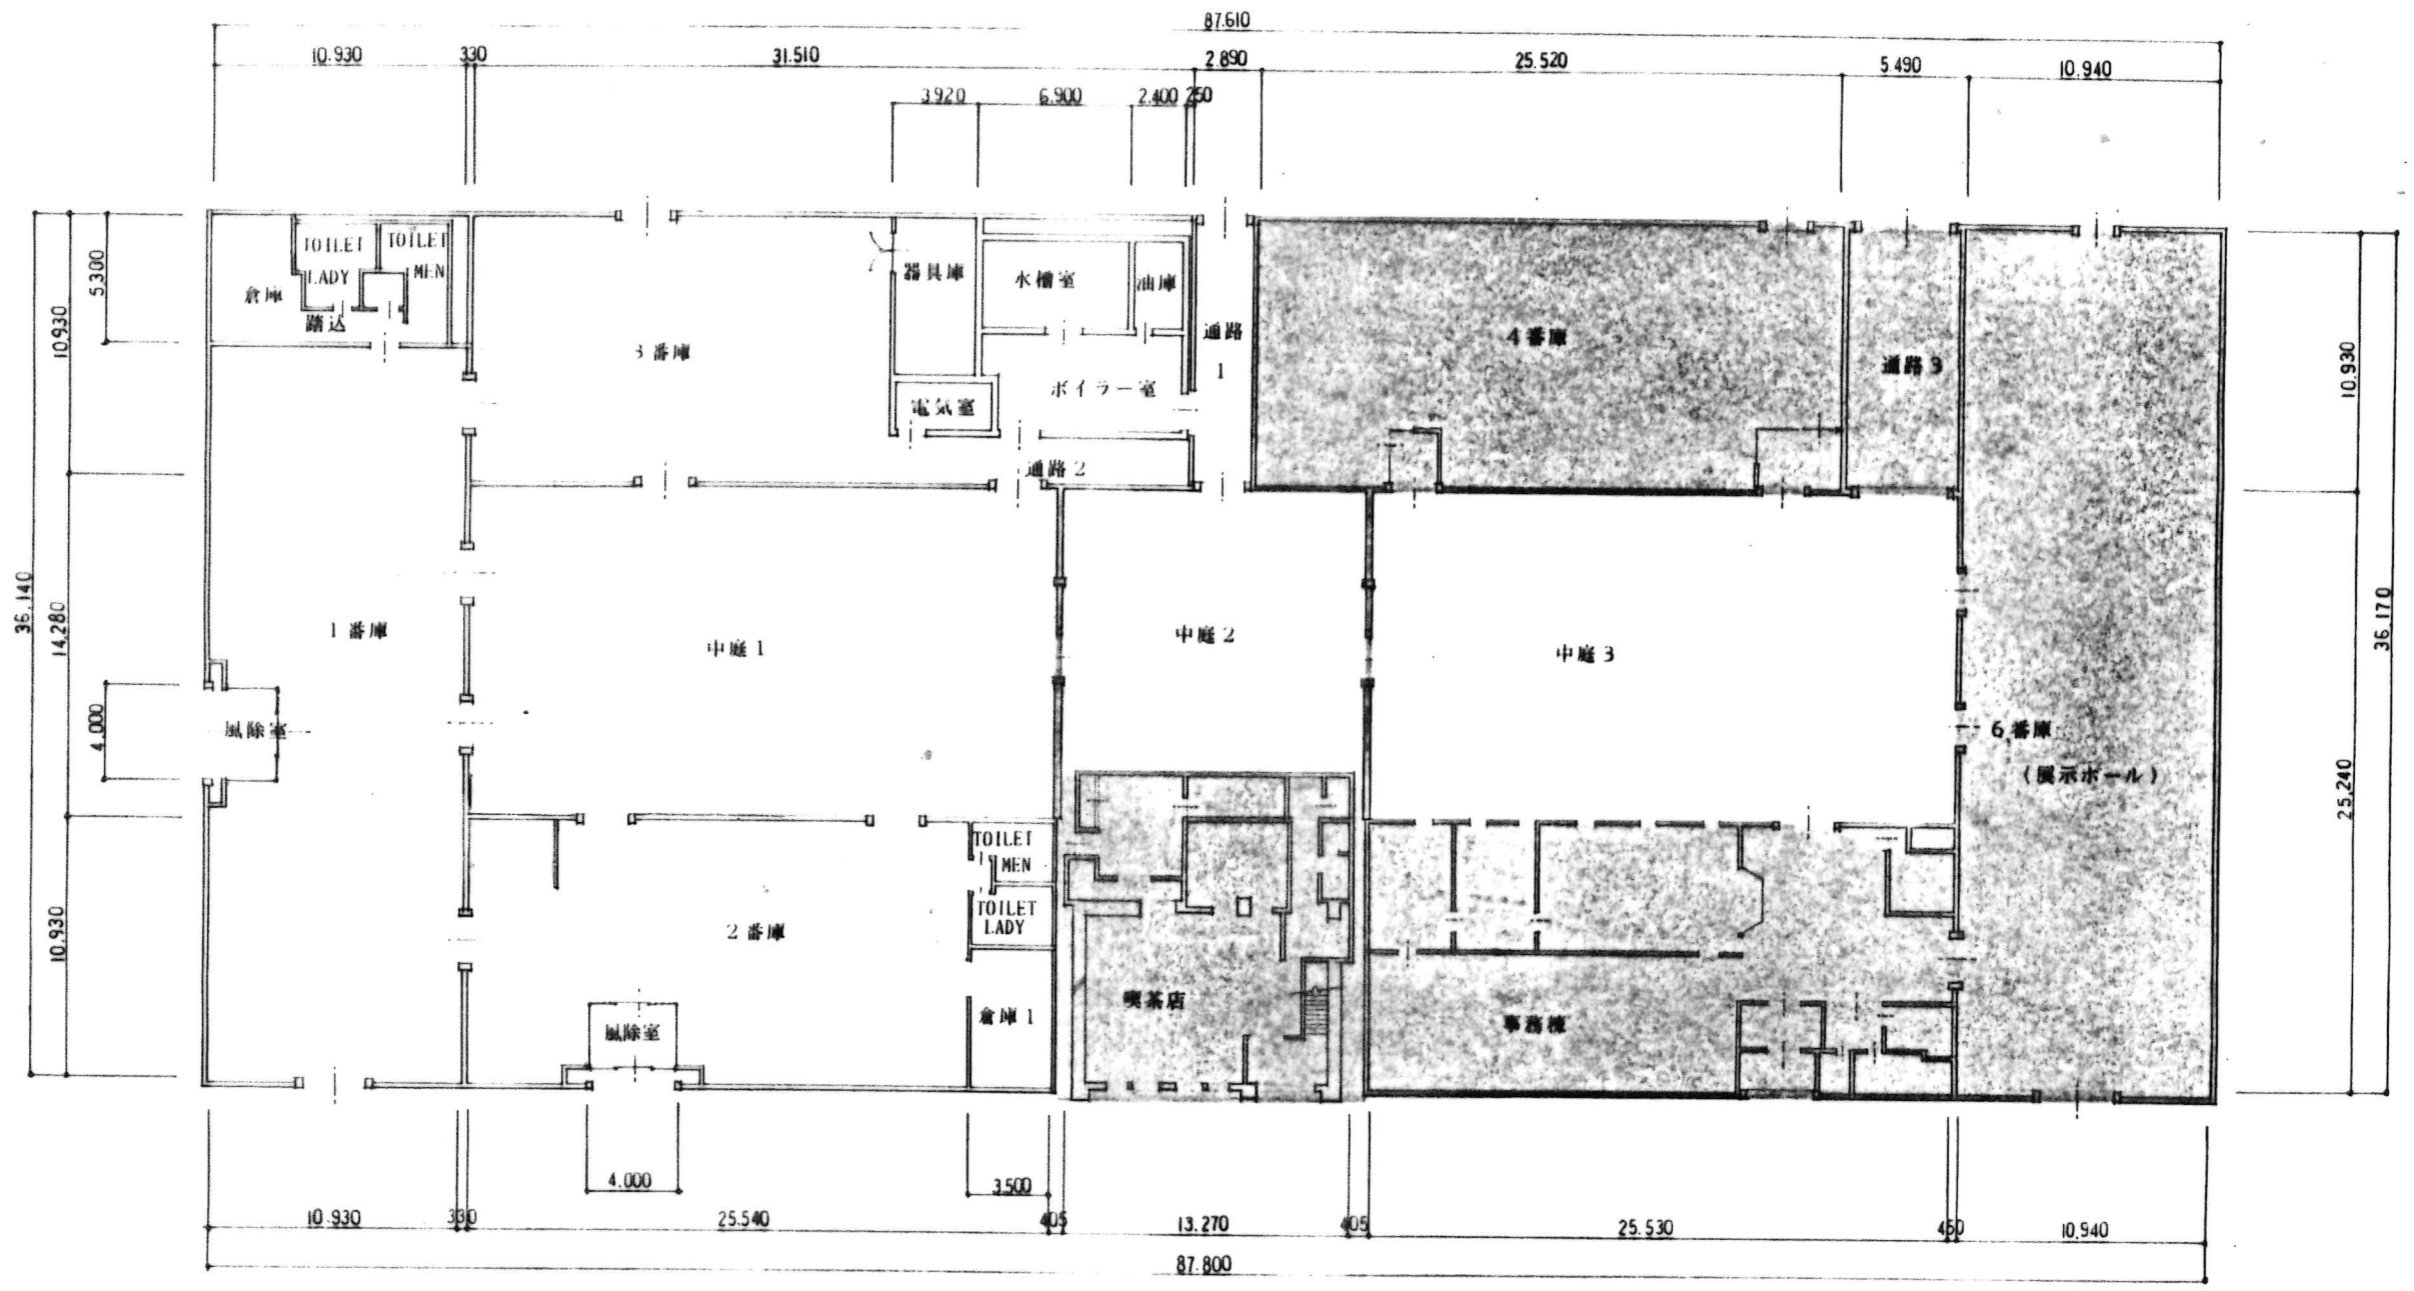 87.610
10.930 330 31.510 2.890 25.520 5.490 10.940
3.920 6.900 2.400 250
TOILET
LADY
TOILET
MEN
倉庫
踏込
器具庫
水槽室
油庫
3番庫
電気室
ボイラー室
通路
1
通路2
4番庫
通路3
5.300
10.930
36.140
14.280
4.000
10.930
10.930
36.170
25.240
1番庫
中庭1
中庭2
中庭3
風除室
6番庫
(展示ホール)
TOILET
MEN
TOILET
LADY
2番庫
倉庫1
風除室
喫茶店
事務棟
4.000
3.500
10.930 330 25.540 405 13.270 405 25.530 450 10.940
87.800